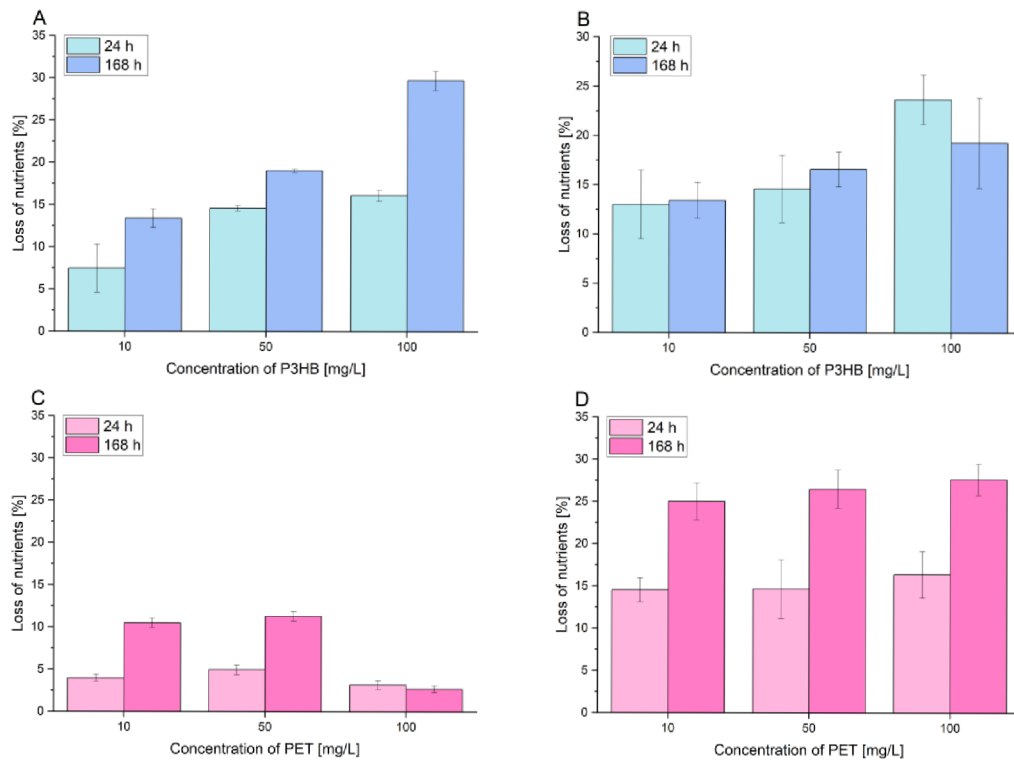 A
35
30
25
20
15
10
5
0
Loss of nutrients [%]
24 h
168 h
10 50 100
Concentration of P3HB [mg/L]
B
30
25
20
15
10
5
0
Loss of nutrients [%]
24 h
168 h
10 50 100
Concentration of P3HB [mg/L]
C
35
30
25
20
15
10
5
0
Loss of nutrients [%]
24 h
168 h
10 50 100
Concentration of PET [mg/L]
D
35
30
25
20
15
10
5
0
Loss of nutrients [%]
24 h
168 h
10 50 100
Concentration of PET [mg/L]